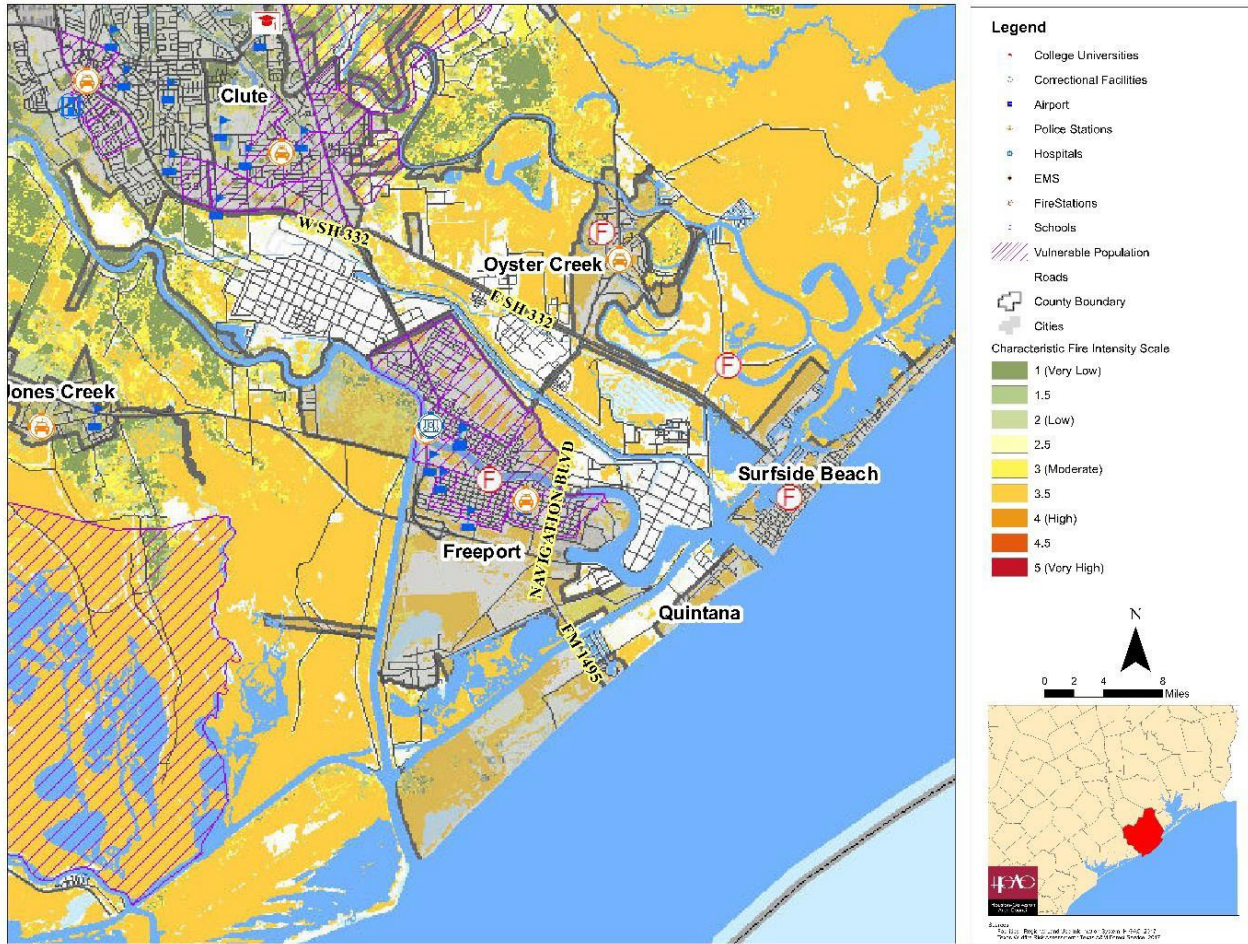 Clute
W SH 332
Oyster Creek
E SH 332
Jones Creek
F
F
F
F
Surfside Beach
NAVIGATION BLVD
Freeport
Quintana
FM 1495
Legend
College Universities
Correctional Facilities
Airport
Police Stations
Hospitals
EMS
FireStations
Schools
Vulnerable Population
Roads
County Boundary
Cities
Characteristic Fire Intensity Scale
1 (Very Low)
1.5
2 (Low)
2.5
3 (Moderate)
3.5
4 (High)
4.5
5 (Very High)
N
0 2 4 8
Miles